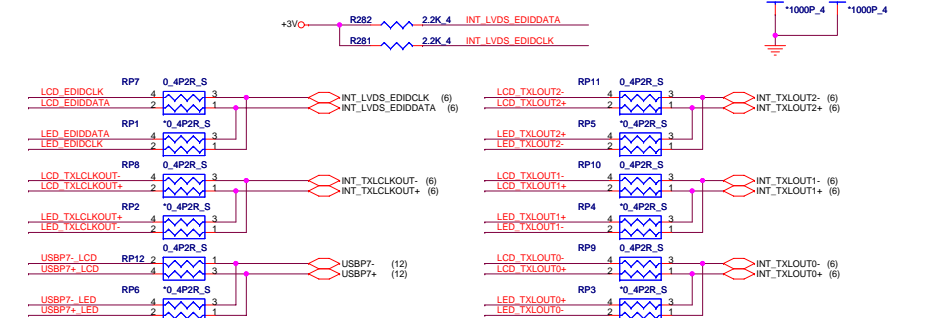 *1000P_4 *1000P_4
+3V R282 2.2K_4 INT_LVDS_EDIDDATA
R281 2.2K_4 INT_LVDS_EDIDCLK
RP7 0_4P2R_S
LCD_EDIDCLK 4 3 INT_LVDS_EDIDCLK (6)
LCD_EDIDDATA 2 1 INT_LVDS_EDIDDATA (6)
RP1 *0_4P2R_S
LED_EDIDDATA 4 3
LED_EDIDCLK 2 1
RP8 0_4P2R_S
LCD_TXLCLKOUT- 4 3 INT_TXLCLKOUT- (6)
LCD_TXLCLKOUT+ 2 1 INT_TXLCLKOUT+ (6)
RP2 *0_4P2R_S
LED_TXLCLKOUT+ 4 3
LED_TXLCLKOUT- 2 1
0_4P2R_S
USBP7-_LCD RP12 2 1 USBP7- (12)
USBP7+_LCD 4 3 USBP7+ (12)
RP6 *0_4P2R_S
USBP7-_LED 4 3
USBP7+_LED 2 1
RP11 0_4P2R_S
LCD_TXLOUT2- 4 3 INT_TXLOUT2- (6)
LCD_TXLOUT2+ 2 1 INT_TXLOUT2+ (6)
RP5 *0_4P2R_S
LED_TXLOUT2+ 4 3
LED_TXLOUT2- 2 1
RP10 0_4P2R_S
LCD_TXLOUT1- 4 3 INT_TXLOUT1- (6)
LCD_TXLOUT1+ 2 1 INT_TXLOUT1+ (6)
RP4 *0_4P2R_S
LED_TXLOUT1+ 4 3
LED_TXLOUT1- 2 1
RP9 0_4P2R_S
LCD_TXLOUT0- 4 3 INT_TXLOUT0- (6)
LCD_TXLOUT0+ 2 1 INT_TXLOUT0+ (6)
RP3 *0_4P2R_S
LED_TXLOUT0+ 4 3
LED_TXLOUT0- 2 1